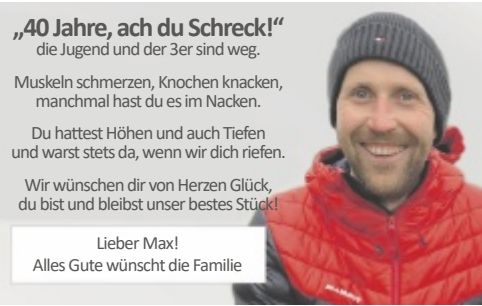 „40 Jahre, ach du Schreck!“
die Jugend und der 3er sind weg.
Muskeln schmerzen, Knochen knacken,
manchmal hast du es im Nacken.
Du hattest Höhen und auch Tiefen
und warst stets da, wenn wir dich riefen.
Wir wünschen dir von Herzen Glück,
du bist und bleibst unser bestes Stück!
Lieber Max!
Alles Gute wünscht die Familie